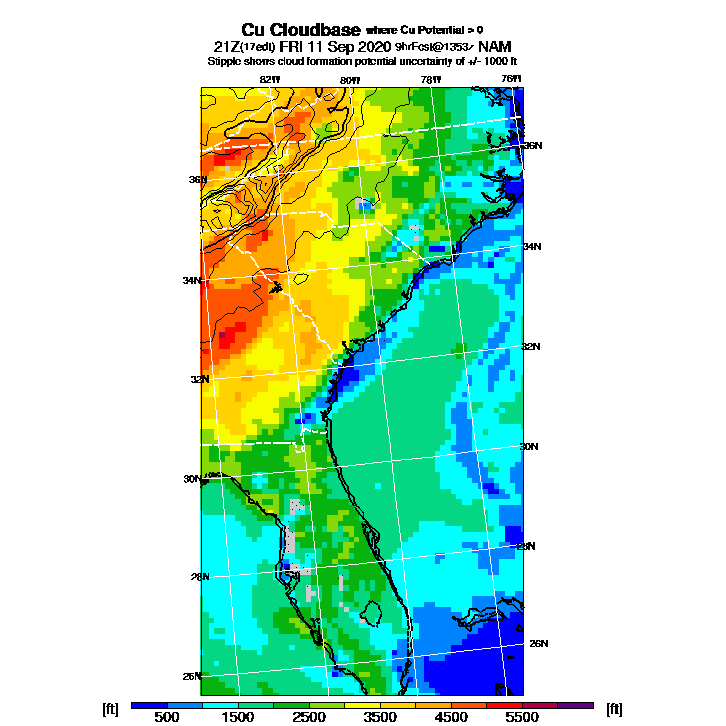 Cu Cloudbase where Cu Potential > 0
21Z(17edt) FRI 11 Sep 2020 9hrFcst@1353z NAM
Stipple shows cloud formation potential uncertainty of +/- 1000 ft
82W 80W 78W 76W
36N
36N
34N
34N
32N
32N
30N
30N
28N
28N
26N
26N
[ft] 500 1500 2500 3500 4500 5500 [ft]